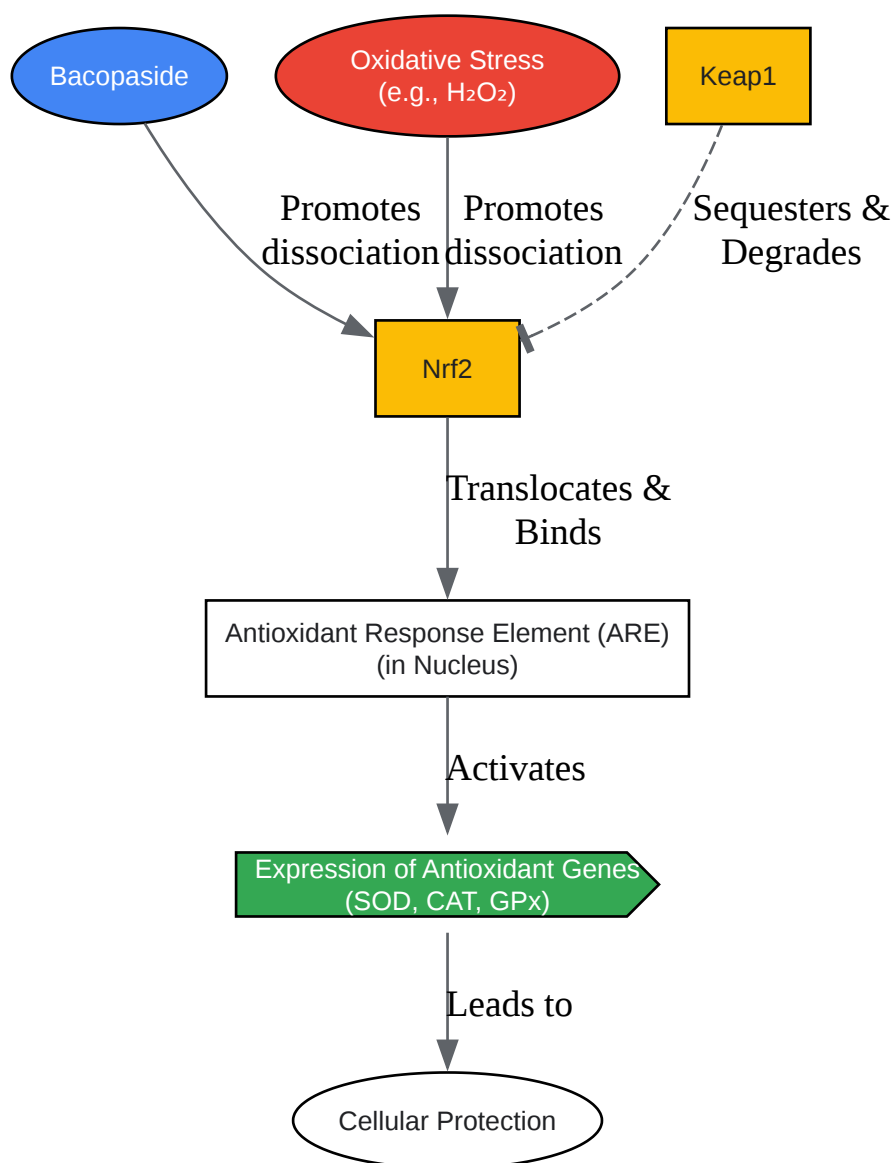 Bacopaside
Oxidative Stress
(e.g., H₂O₂)
Keap1
Promotes
dissociation
Promotes
dissociation
Sequesters &
Degrades
Nrf2
Translocates &
Binds
Antioxidant Response Element (ARE)
(in Nucleus)
Activates
Expression of Antioxidant Genes
(SOD, CAT, GPx)
Leads to
Cellular Protection